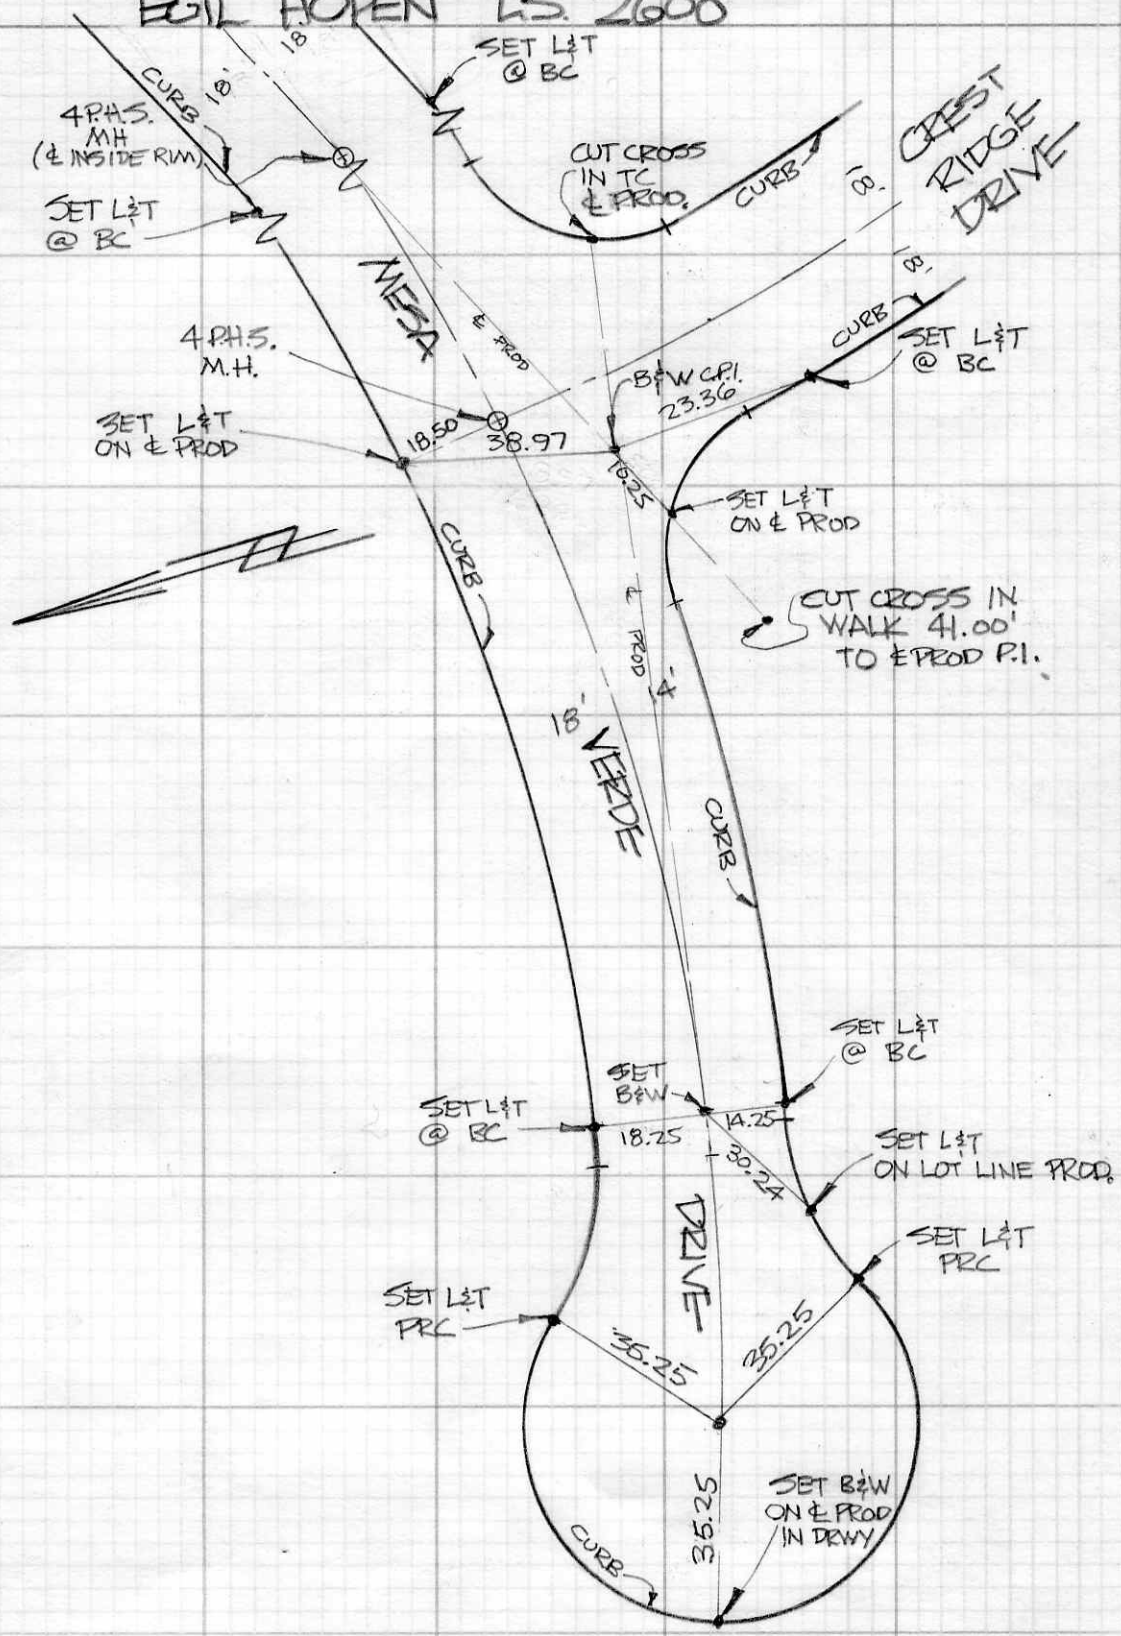 EGIL HOPEN L.S. 2606
18
SET L&T
@ BC
CURB
18'
4 P.H.S.
MH
(℄ INSIDE RIM)
CUT CROSS
IN TC
℄ PROD.
CURB
18'
CREST
RIDGE
DRIVE
SET L&T
@ BC
MESA
18'
℄ PROD
CURB
4 P.H.S.
M.H.
B&W C.P.I.
SET L&T
@ BC
23.36
SET L&T
ON ℄ PROD
18.50
38.97
16.25
SET L&T
ON ℄ PROD
CURB
CUT CROSS IN
WALK 41.00'
TO ℄ PROD P.I.
PROD
14'
18'
VERDE
CURB
SET L&T
@ BC
SET
B&W
SET L&T
@ BC
18.25
14.25
SET L&T
ON LOT LINE PROD.
30.24
DRIVE
SET L&T
PRC
SET L&T
PRC
35.25
35.25
35.25
SET B&W
ON ℄ PROD
IN DRWY
CURB